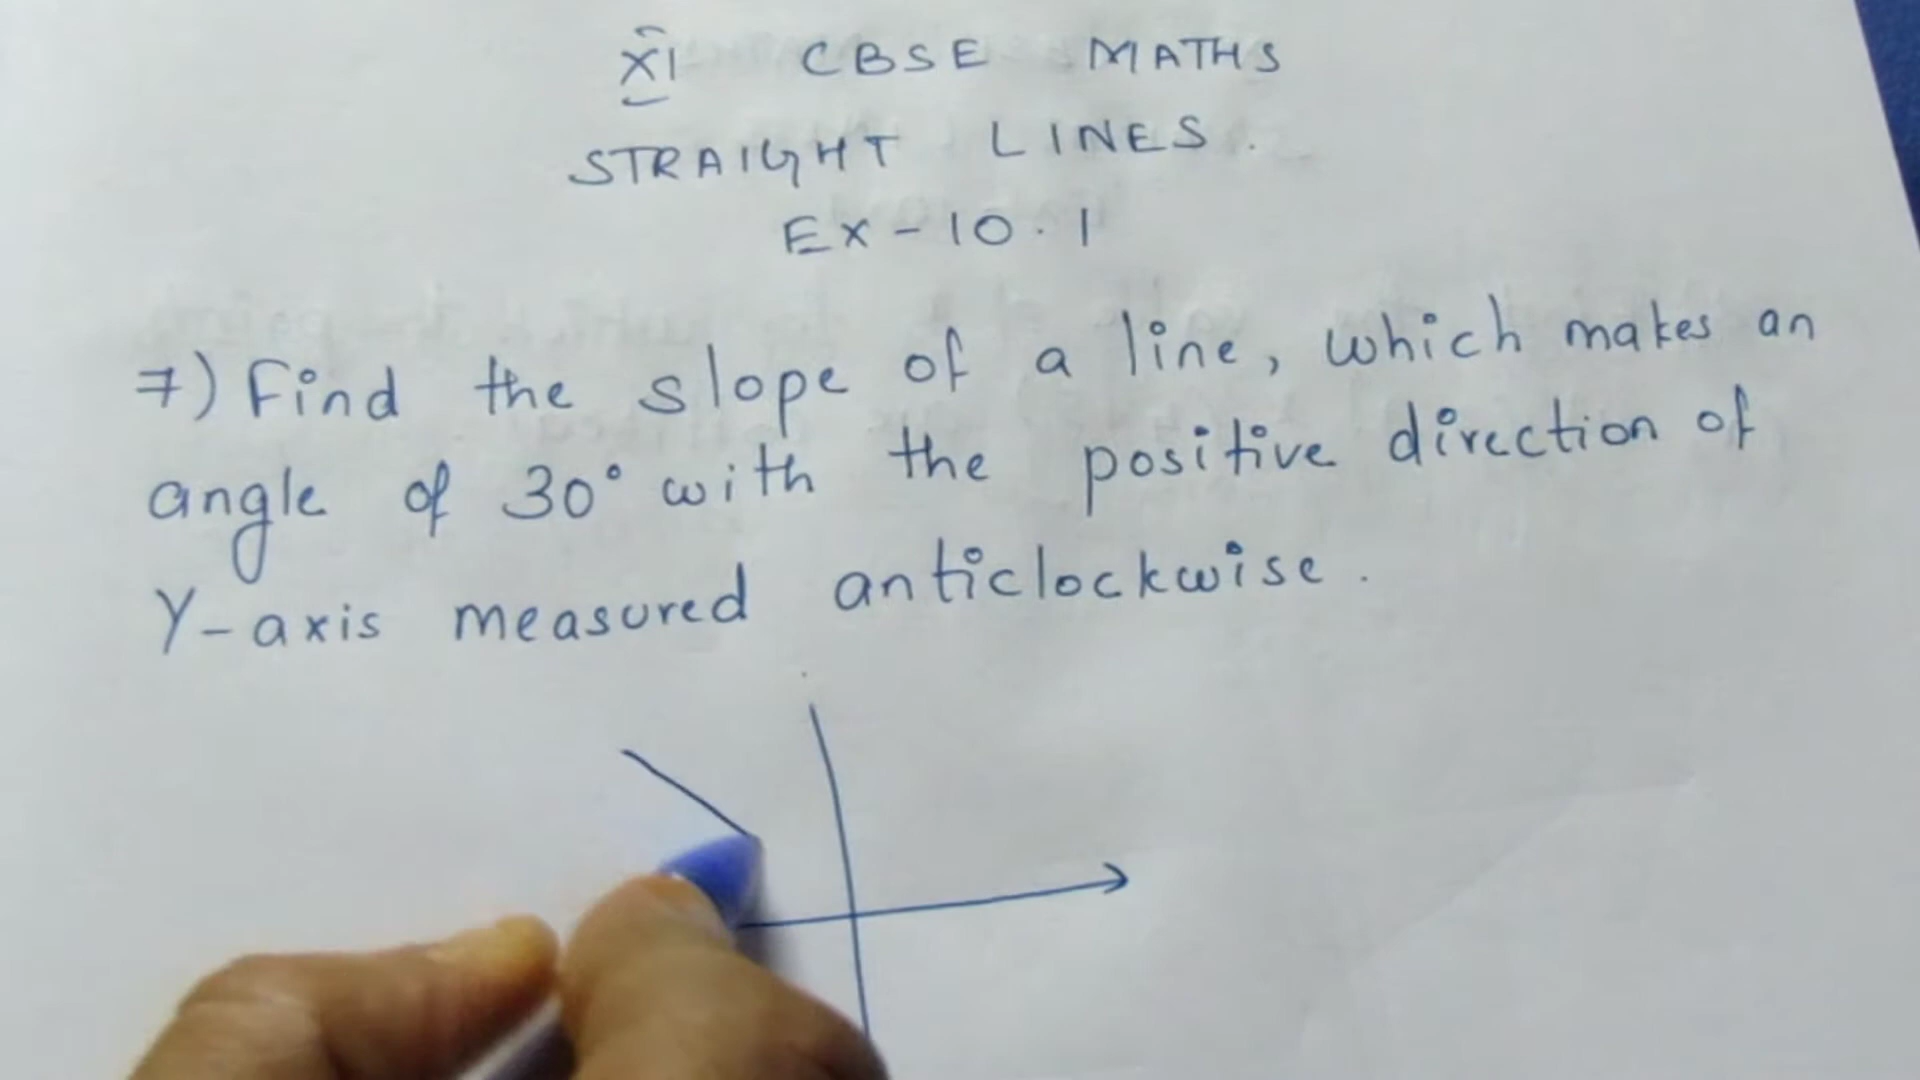 XI CBSE MATHS
STRAIGHT LINES.
EX-10.1
7) Find the slope of a line, which makes an
angle of 30° with the positive direction of
Y-axis measured anticlockwise.